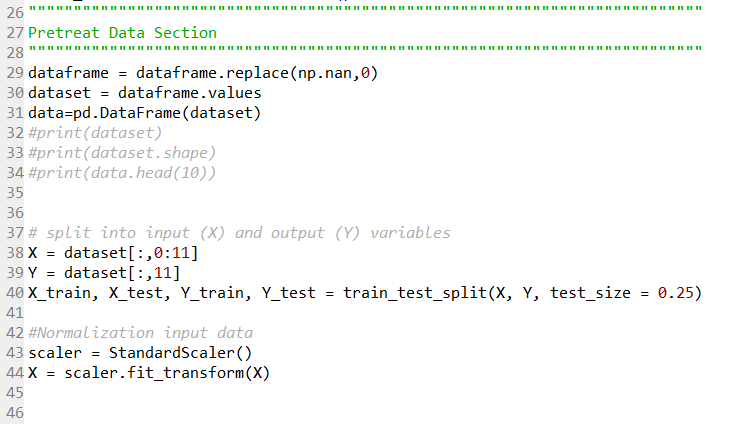 26 """""""""""""""""""""""""""""""""""""""""""""""""""""""""""""""""""""""""""
27 Pretreat Data Section
28 """""""""""""""""""""""""""""""""""""""""""""""""""""""""""""""""""""""""""
29 dataframe = dataframe.replace(np.nan,0)
30 dataset = dataframe.values
31 data=pd.DataFrame(dataset)
32 #print(dataset)
33 #print(dataset.shape)
34 #print(data.head(10))
35
36
37 # split into input (X) and output (Y) variables
38 X = dataset[:,0:11]
39 Y = dataset[:,11]
40 X_train, X_test, Y_train, Y_test = train_test_split(X, Y, test_size = 0.25)
41
42 #Normalization input data
43 scaler = StandardScaler()
44 X = scaler.fit_transform(X)
45
46